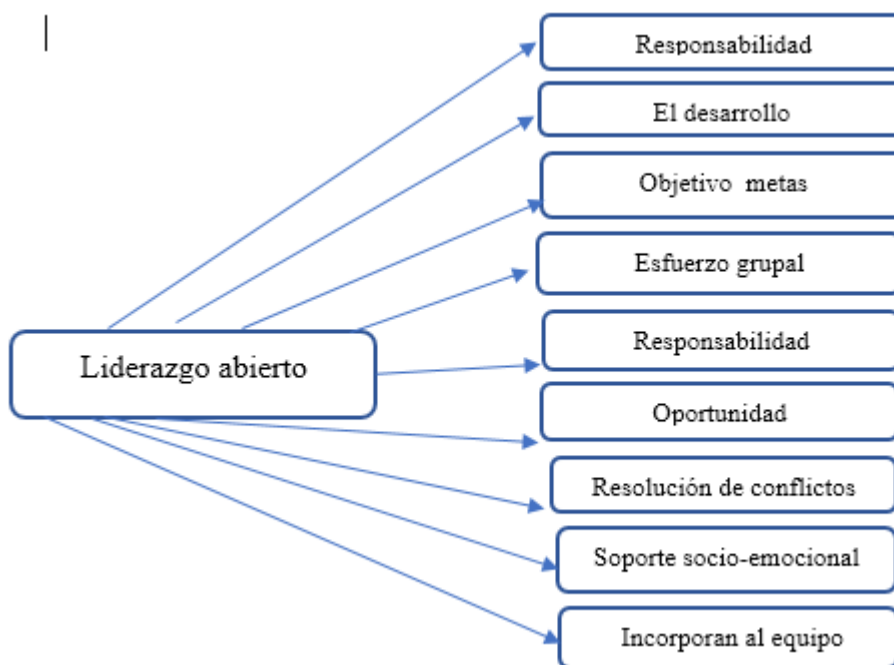 Responsabilidad
El desarrollo
Objetivo metas
Esfuerzo grupal
Liderazgo abierto
Responsabilidad
Oportunidad
Resolución de conflictos
Soporte socio-emocional
Incorporan al equipo